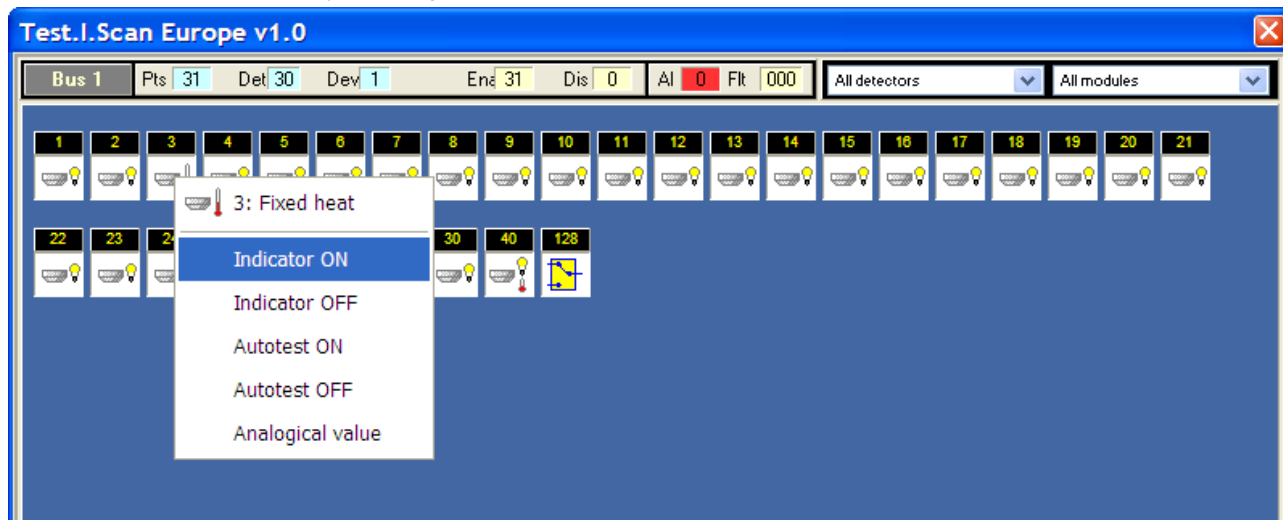 Test.I.Scan Europe v1.0
Bus 1 Pts 31 Det 30 Dev 1 Ena 31 Dis 0 Al 0 Flt 000 All detectors All modules
1 2 3 4 5 6 7 8 9 10 11 12 13 14 15 16 17 18 19 20 21
3: Fixed heat
22 23 30 40 128
Indicator ON
Indicator OFF
Autotest ON
Autotest OFF
Analogical value